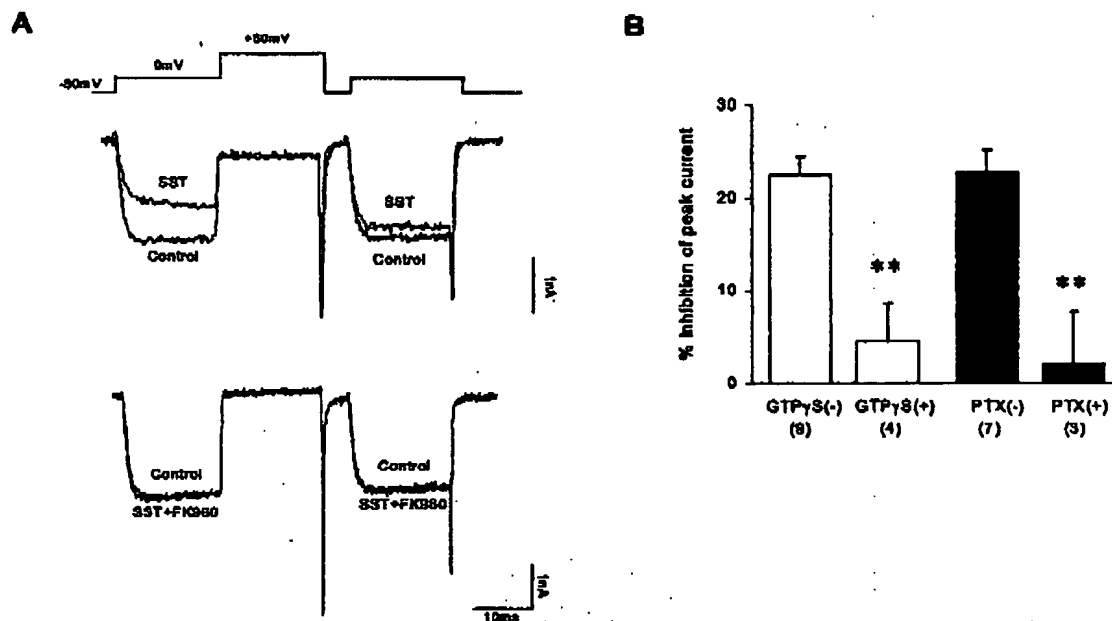 A
+80mV
0mV
-80mV
SST
Control
SST
Control
1nA
Control
SST+FK960
Control
SST+FK960
1nA
10ms
B
% Inhibition of peak current
30
20
10
0
**
**
GTPγS(-)
GTPγS(+)
PTX(-)
PTX(+)
(9)
(4)
(7)
(3)